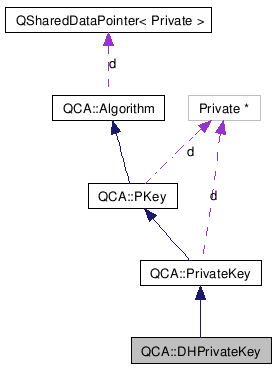 QSharedDataPointer< Private >
d
QCA::Algorithm
Private *
d
QCA::PKey
d
QCA::PrivateKey
QCA::DHPrivateKey